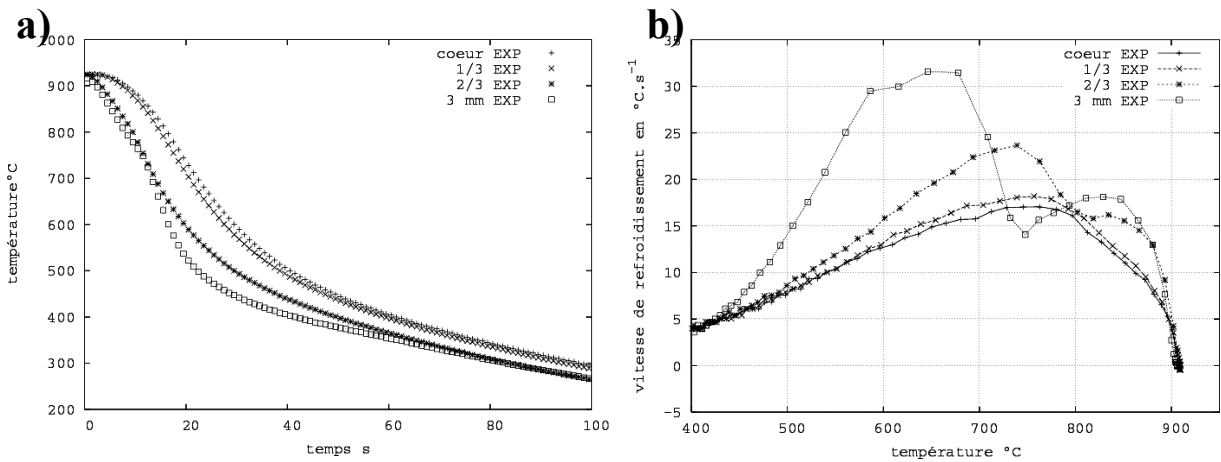 a)
1000
900
800
700
600
500
400
300
200
0
20
40
60
80
100
température°C
temps s
coeur EXP
1/3 EXP
2/3 EXP
3 mm EXP
b)
35
30
25
20
15
10
5
0
-5
400
500
600
700
800
900
vitesse de refroidissement en °C.s-1
température °C
coeur EXP
1/3 EXP
2/3 EXP
3 mm EXP